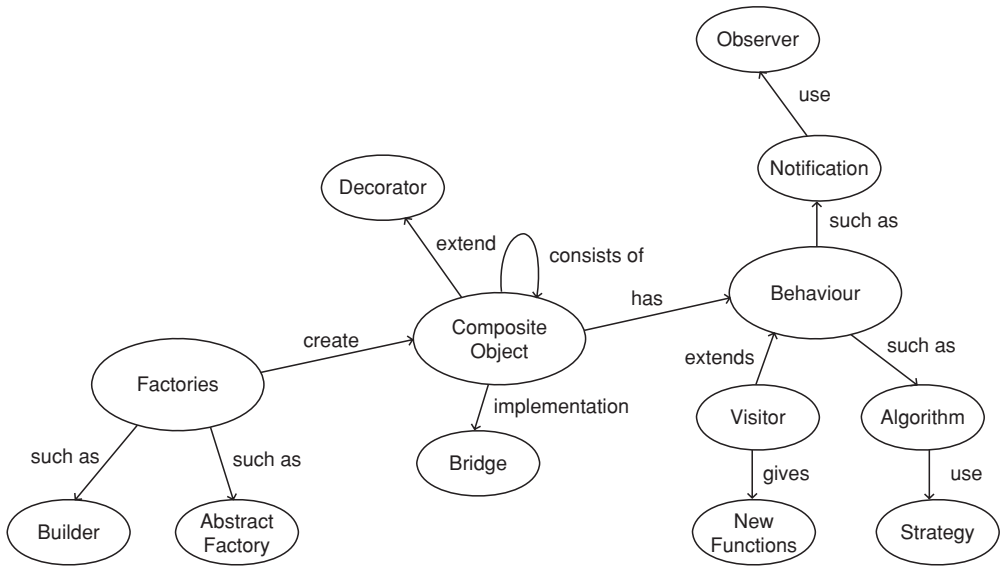 Observer
use
Notification
Decorator
such as
extend
consists of
has
Behaviour
Composite
Object
create
such as
extends
Factories
implementation
Visitor
Algorithm
such as
such as
Bridge
gives
use
Builder
Abstract
Factory
New
Functions
Strategy